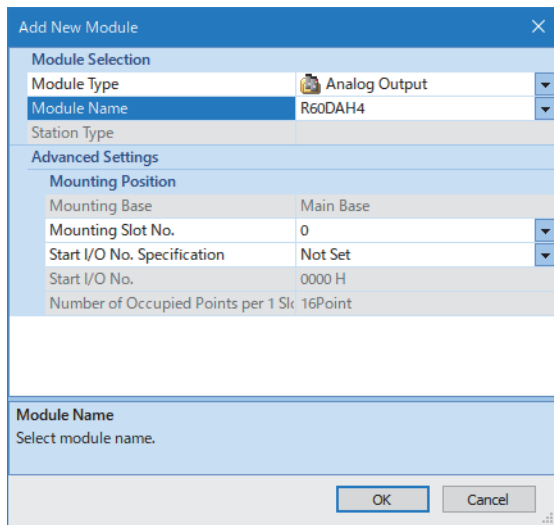 Add New Module
Module Selection
Module Type Analog Output
Module Name R60DAH4
Station Type
Advanced Settings
Mounting Position
Mounting Base Main Base
Mounting Slot No. 0
Start I/O No. Specification Not Set
Start I/O No. 0000 H
Number of Occupied Points per 1 Slc 16Point
Module Name
Select module name.
OK Cancel